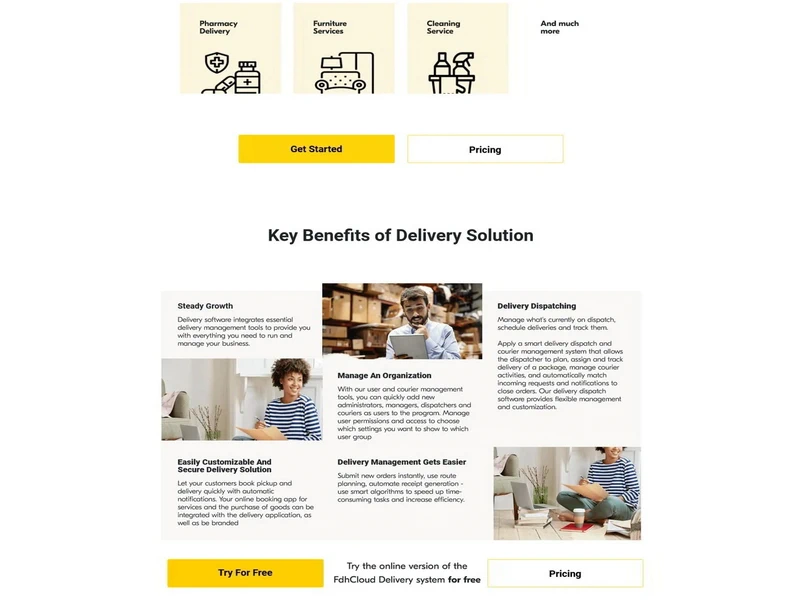 Pharmacy
Delivery
Furniture
Services
Cleaning
Service
And much
more
Get Started
Pricing
Key Benefits of Delivery Solution
Steady Growth
Delivery software integrates essential
delivery management tools to provide you
with everything you need to run and
manage your business.
Manage An Organization
With our user and courier management
tools, you can quickly add new
administrators, managers, dispatchers and
couriers as users to the program. Manage
user permissions and access to choose
which settings you want to show to which
user group
Delivery Dispatching
Manage what's currently on dispatch,
schedule deliveries and track them.
Apply a smart delivery dispatch and
courier management system that allows
the dispatcher to plan, assign and track
delivery of a package, manage courier
activities, and automatically match
incoming requests and notifications to
close orders. Our delivery dispatch
software provides flexible management
and customization.
Easily Customizable And
Secure Delivery Solution
Let your customers book pickup and
delivery quickly with automatic
notifications. Your online booking app for
services and the purchase of goods can be
integrated with the delivery application, as
well as be branded
Delivery Management Gets Easier
Submit new orders instantly, use route
planning, automate receipt generation -
use smart algorithms to speed up time-
consuming tasks and increase efficiency.
Try For Free
Try the online version of the
FdhCloud Delivery system for free
Pricing